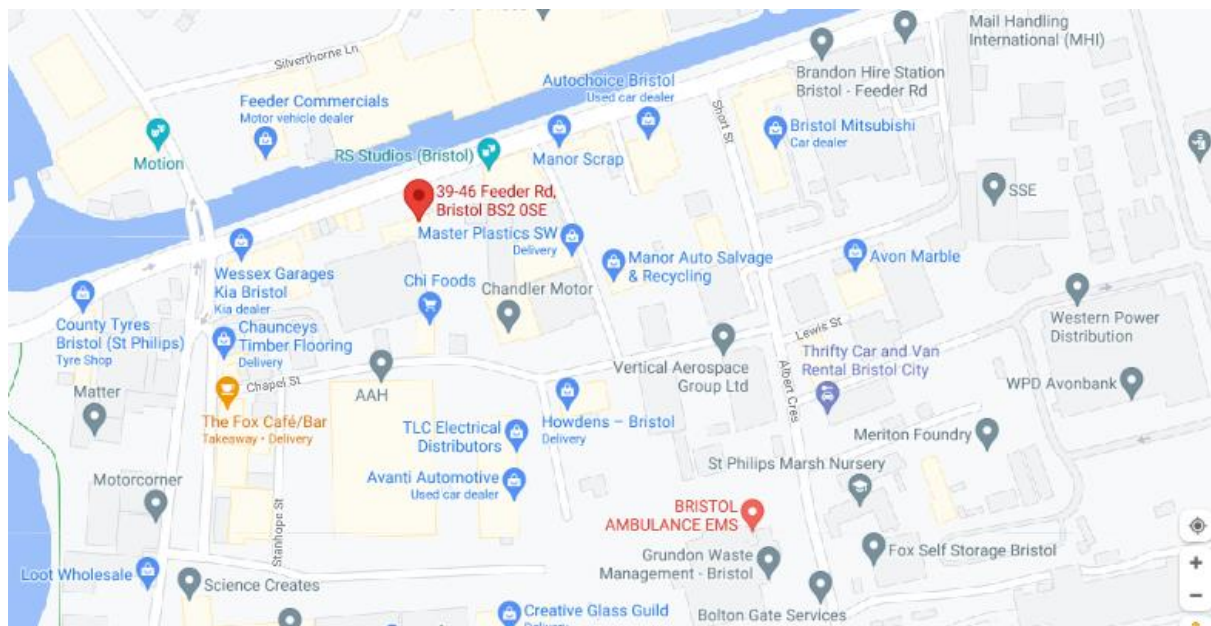 Mail Handling
International (MHI)
Silverthorne Ln
Brandon Hire Station
Bristol - Feeder Rd
Autochoice Bristol
Used car dealer
Feeder Commercials
Motor vehicle dealer
Short St
Bristol Mitsubishi
Car dealer
Motion
RS Studios (Bristol)
Manor Scrap
39-46 Feeder Rd,
Bristol BS2 0SE
SSE
Master Plastics SW
Delivery
Wessex Garages
Kia Bristol
Kia dealer
Chi Foods
Chandler Motor
Manor Auto Salvage
& Recycling
Avon Marble
County Tyres
Bristol (St Philips)
Tyre Shop
Chaunceys
Timber Flooring
Delivery
Lewis St
Western Power
Distribution
Matter
Chapel St
AAH
Vertical Aerospace
Group Ltd
Albert Cres
Thrifty Car and Van
Rental Bristol City
WPD Avonbank
The Fox Café/Bar
Takeaway • Delivery
TLC Electrical
Distributors
Howdens – Bristol
Delivery
Meriton Foundry
Motorcorner
Avanti Automotive
Used car dealer
St Philips Marsh Nursery
Stanhope St
BRISTOL
AMBULANCE EMS
Fox Self Storage Bristol
Loot Wholesale
Science Creates
Grundon Waste
Management - Bristol
Creative Glass Guild
Bolton Gate Services
+
−